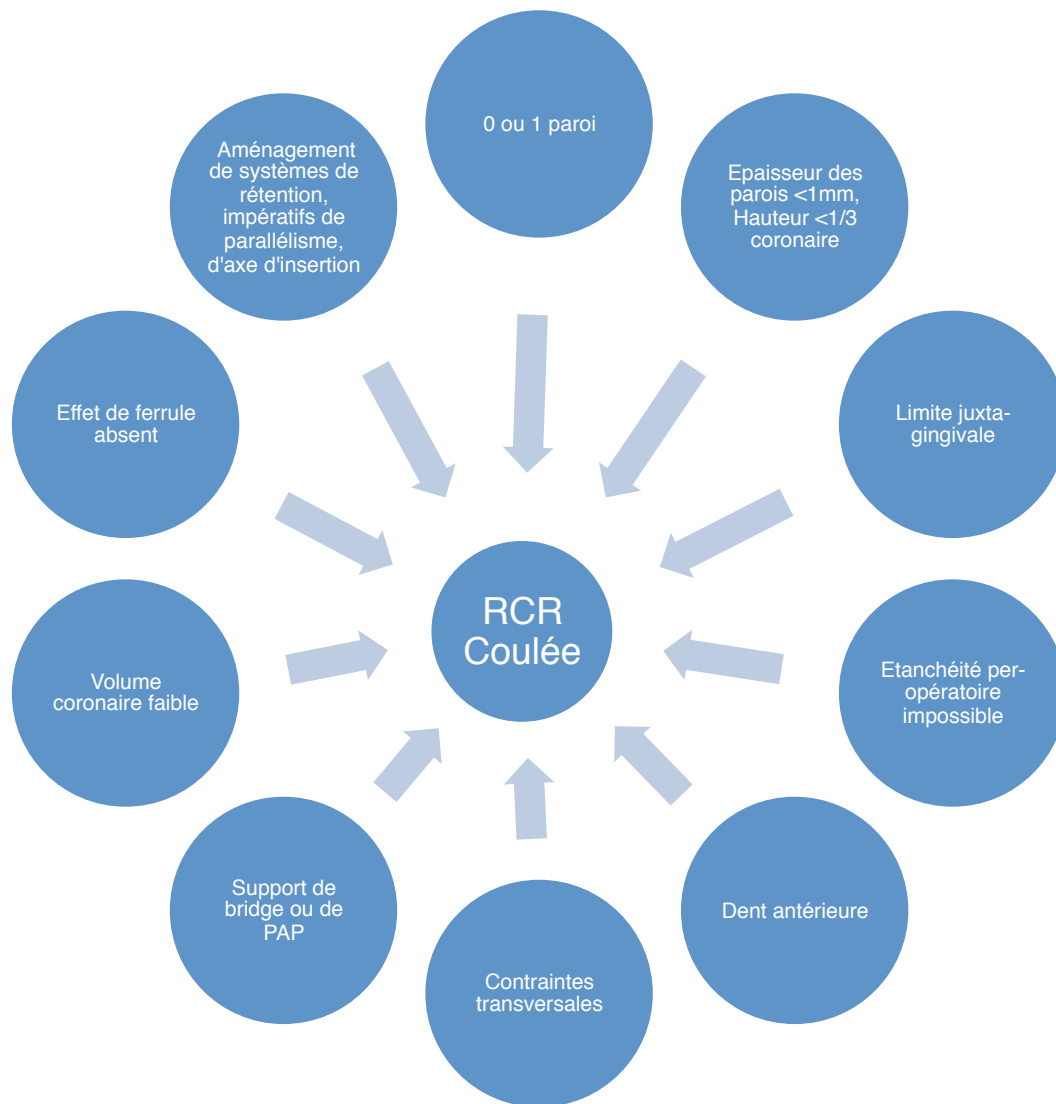 0 ou 1 paroi
Epaisseur des
parois <1mm,
Hauteur <1/3
coronaire
Limite juxta-
gingivale
Etanchéité per-
opératoire
impossible
Dent antérieure
Contraintes
transversales
Support de
bridge ou de
PAP
Volume
coronaire faible
Effet de ferrule
absent
Aménagement
de systèmes de
rétention,
impératifs de
parallélisme,
d'axe d'insertion
RCR
Coulée